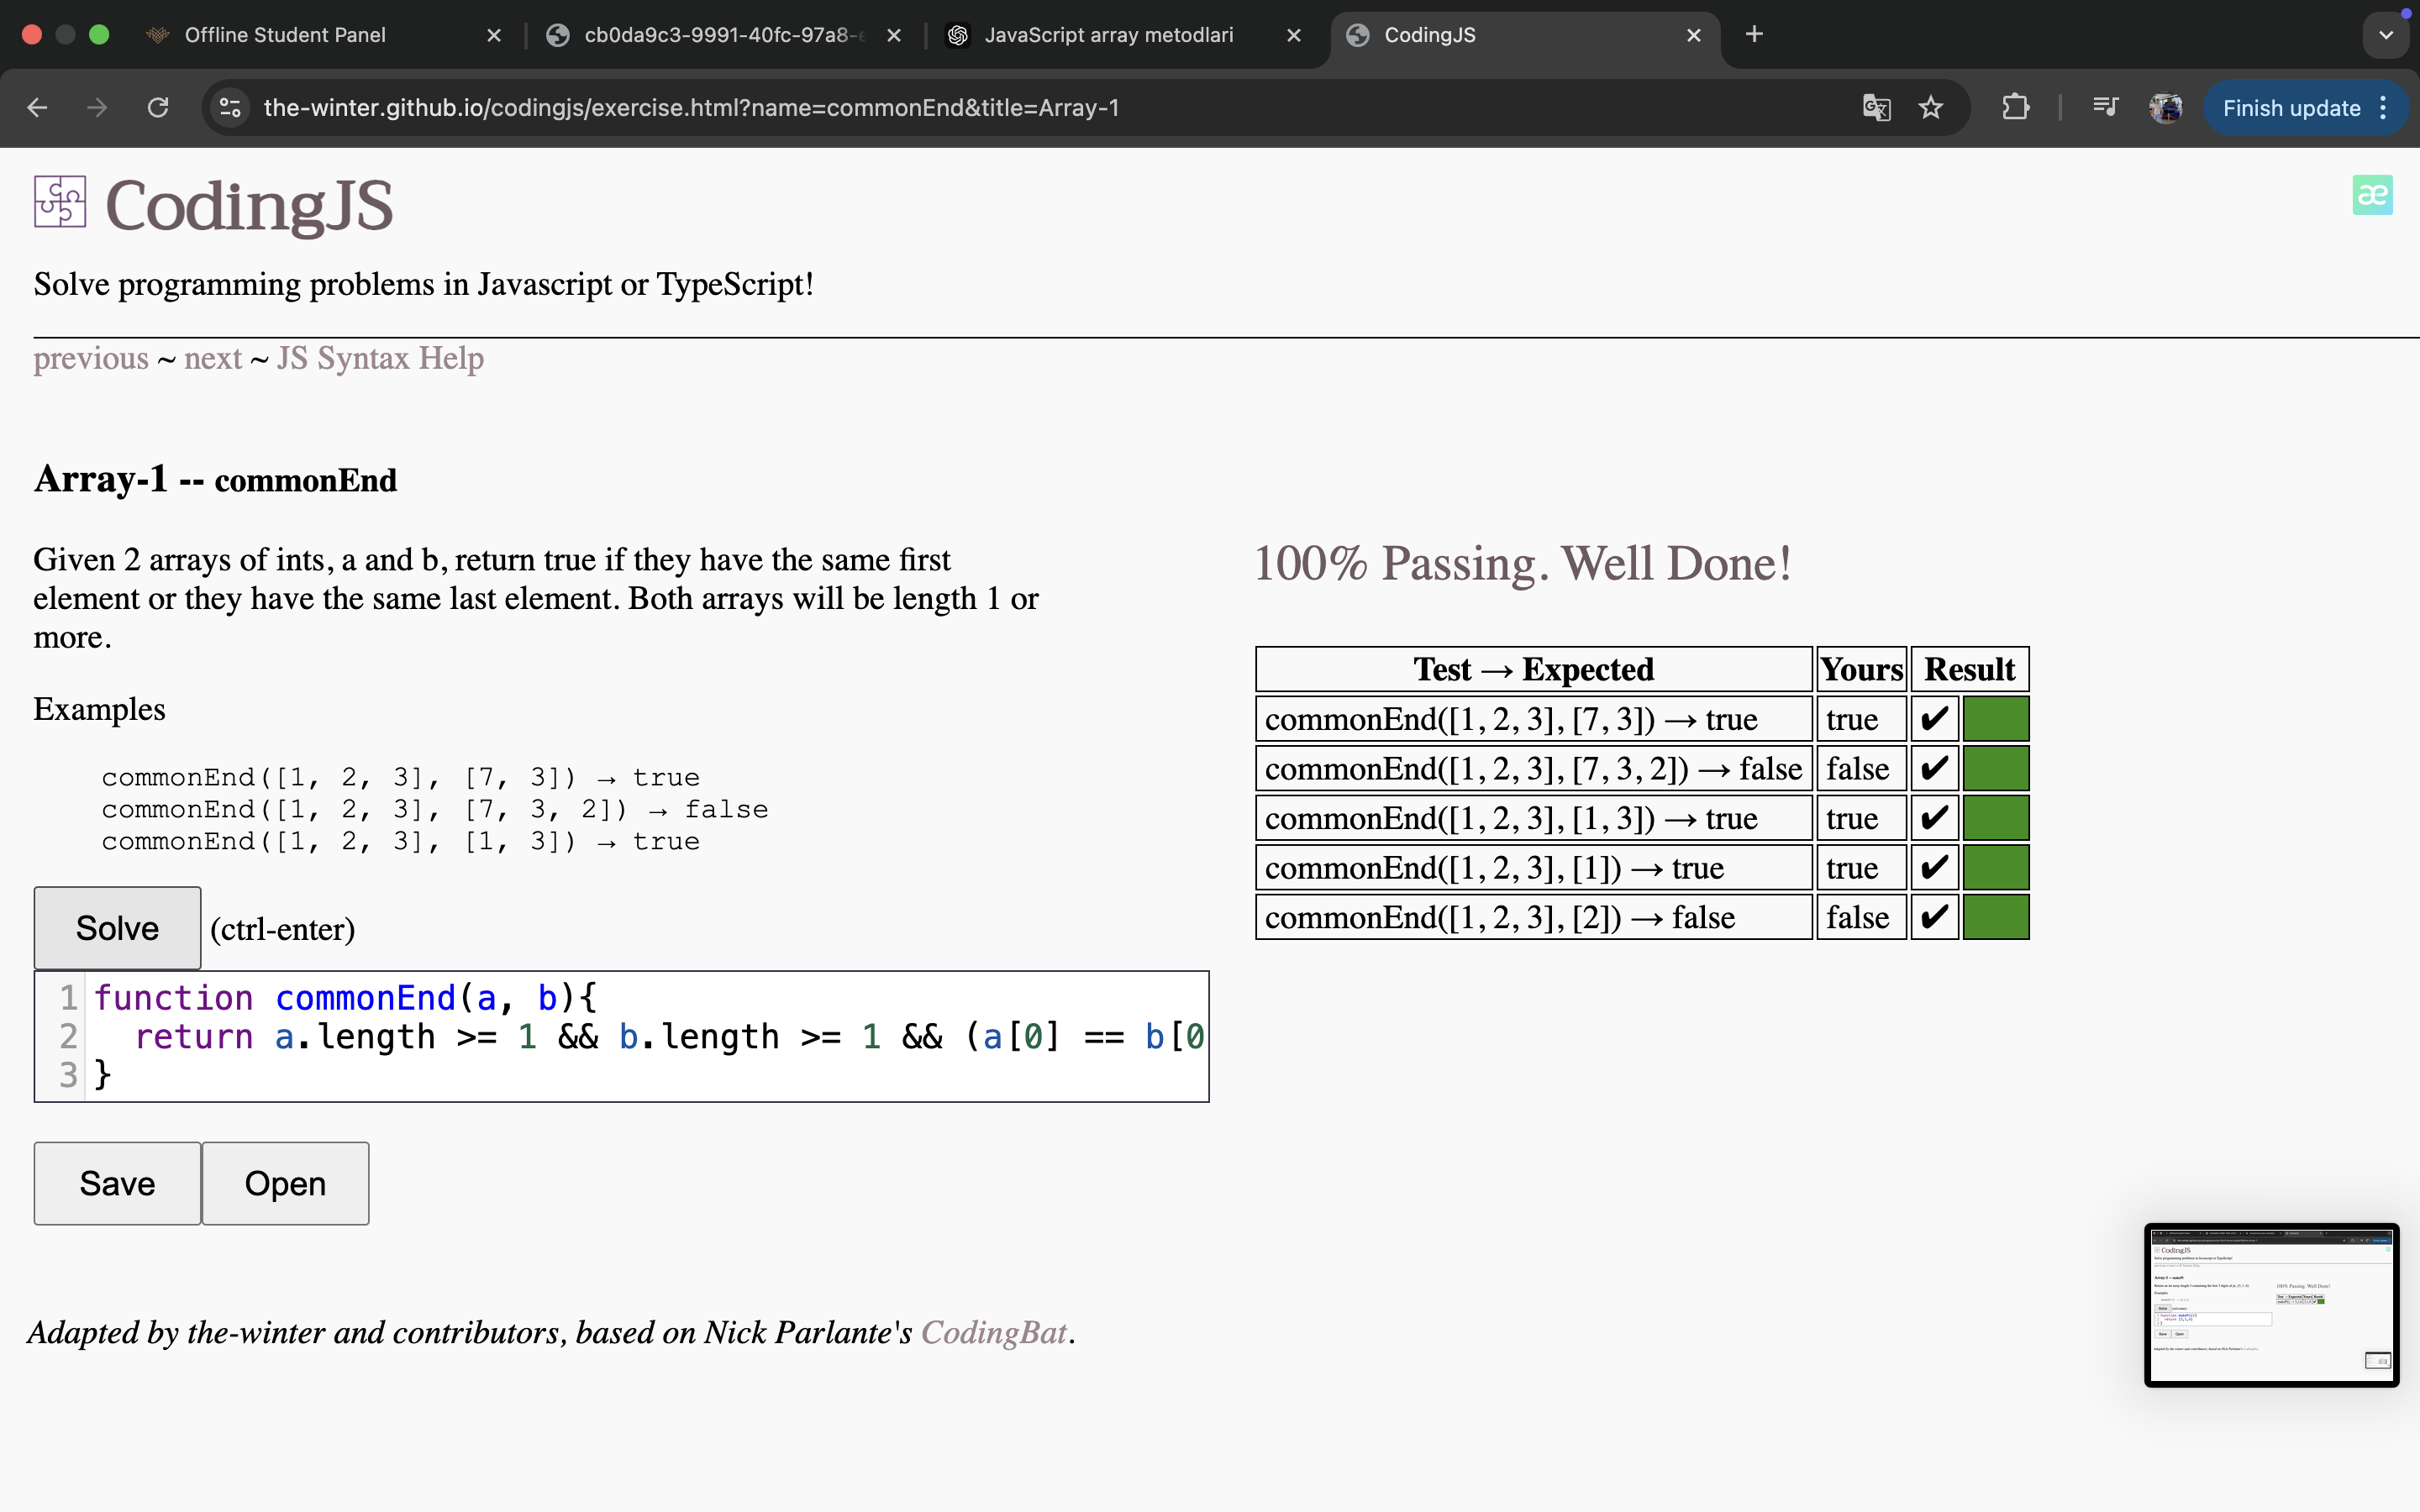 Offline Student Panel
cb0da9c3-9991-40fc-97a8-
JavaScript array metodlari
CodingJS
the-winter.github.io/codingjs/exercise.html?name=commonEnd&title=Array-1
Finish update
CodingJS
æ
Solve programming problems in Javascript or TypeScript!
previous ~ next ~ JS Syntax Help
Array-1 -- commonEnd
Given 2 arrays of ints, a and b, return true if they have the same first
element or they have the same last element. Both arrays will be length 1 or
more.
Examples
commonEnd([1, 2, 3], [7, 3]) → true
commonEnd([1, 2, 3], [7, 3, 2]) → false
commonEnd([1, 2, 3], [1, 3]) → true
Solve (ctrl-enter)
1 function commonEnd(a, b){
2 return a.length >= 1 && b.length >= 1 && (a[0] == b[0
3 }
Save Open
100% Passing. Well Done!
Test → Expected Yours Result
commonEnd([1, 2, 3], [7, 3]) → true true ✔
commonEnd([1, 2, 3], [7, 3, 2]) → false false ✔
commonEnd([1, 2, 3], [1, 3]) → true true ✔
commonEnd([1, 2, 3], [1]) → true true ✔
commonEnd([1, 2, 3], [2]) → false false ✔
Adapted by the-winter and contributors, based on Nick Parlante's CodingBat.
CodingJS
100% Passing. Well Done!